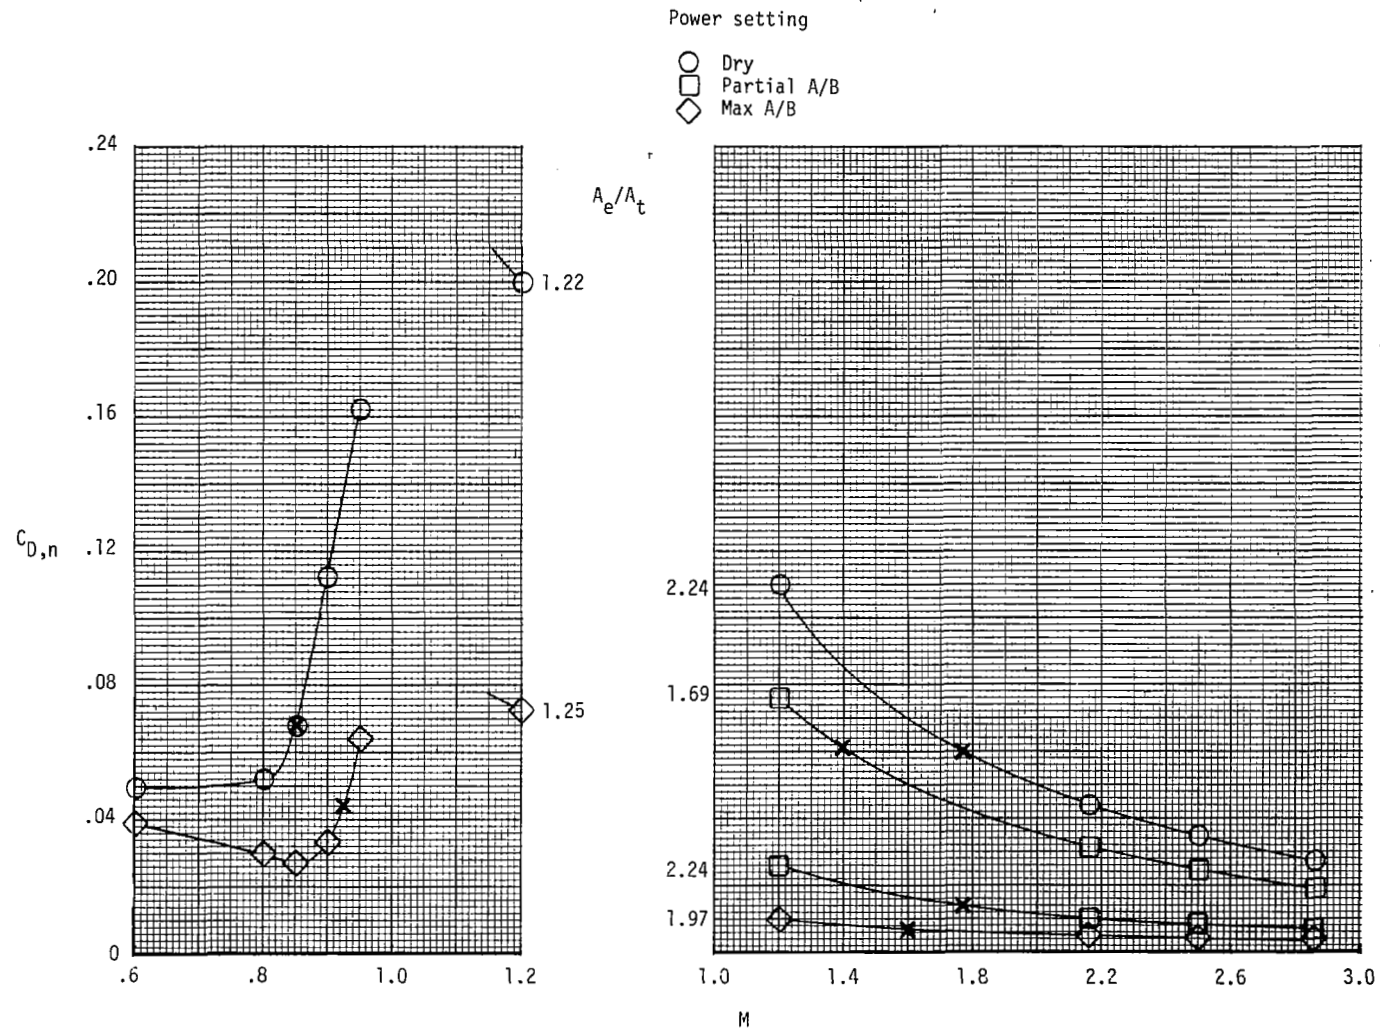 Power setting
Dry
Partial A/B
Max A/B
.24
.20
.16
.12
.08
.04
0
C_D,n
A_e/A_t
1.22
1.25
2.24
1.69
2.24
1.97
.6 .8 1.0 1.2
1.0 1.4 1.8 2.2 2.6 3.0
M